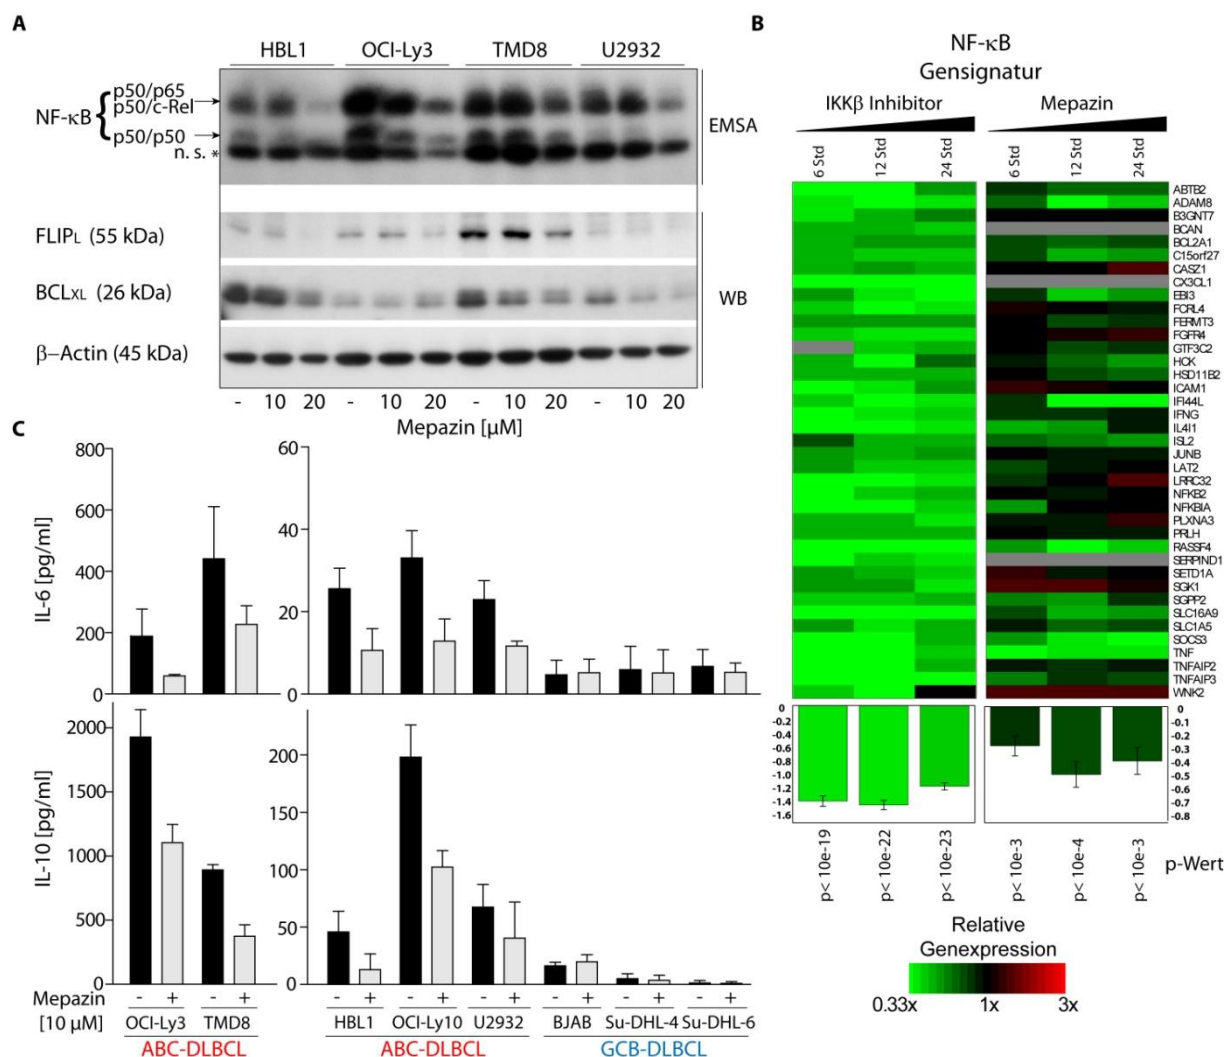 A
HBL1 OCI-Ly3 TMD8 U2932
NF-κB
p50/p65
p50/c-Rel
p50/p50
n. s. *
EMSA
FLIPL (55 kDa)
BCLXL (26 kDa)
WB
β–Actin (45 kDa)
- 10 20 - 10 20 - 10 20 - 10 20
Mepazin [μM]
B
NF-κB
Gensignatur
IKKβ Inhibitor Mepazin
6 Std 12 Std 24 Std 6 Std 12 Std 24 Std
ABTB2
ADAM8
B3GNT7
BCAN
BCL2A1
C15orf27
CASZ1
CX3CL1
EBI3
FCRL4
FERMT3
FGFR4
GTF3C2
HCK
HSD11B2
ICAM1
IFI44L
IFNG
IL4I1
ISL2
JUNB
LAT2
LRRC32
NFKB2
NFKBIA
PLXNA3
PRLH
RASSF4
SERPIND1
SETD1A
SGK1
SGPP2
SLC16A9
SLC1A5
SOCS3
TNF
TNFAIP2
TNFAIP3
WNK2
0
-0.2
-0.4
-0.6
-0.8
-1.0
-1.2
-1.4
-1.6
0
-0.1
-0.2
-0.3
-0.4
-0.5
-0.6
-0.7
-0.8
p< 10e-19 p< 10e-22 p< 10e-23 p< 10e-3 p< 10e-4 p< 10e-3
p-Wert
Relative
Genexpression
0.33x 1x 3x
C
IL-6 [pg/ml]
800
600
400
200
0
60
40
20
0
IL-10 [pg/ml]
2000
1500
1000
500
0
200
150
100
50
0
Mepazin - + - + - + - + - + - + - + - +
[10 μM] OCI-Ly3 TMD8 HBL1 OCI-Ly10 U2932 BJAB Su-DHL-4 Su-DHL-6
ABC-DLBCL ABC-DLBCL GCB-DLBCL